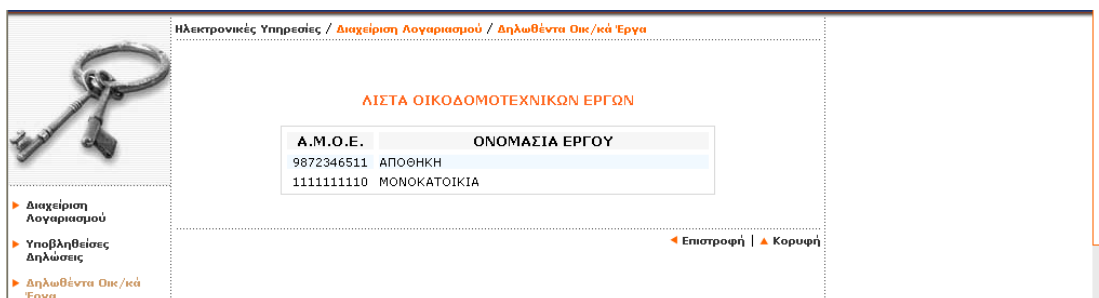 Ηλεκτρονικές Υπηρεσίες / Διαχείριση Λογαριασμού / Δηλωθέντα Οικ/κά Έργα
ΛΙΣΤΑ ΟΙΚΟΔΟΜΟΤΕΧΝΙΚΩΝ ΕΡΓΩΝ
Α.Μ.Ο.Ε. ΟΝΟΜΑΣΙΑ ΕΡΓΟΥ
9872346511 ΑΠΟΘΗΚΗ
1111111110 ΜΟΝΟΚΑΤΟΙΚΙΑ
Διαχείριση
Λογαριασμού
Υποβληθείσες
Δηλώσεις
Δηλωθέντα Οικ/κά
Έργα
Επιστροφή | Κορυφή